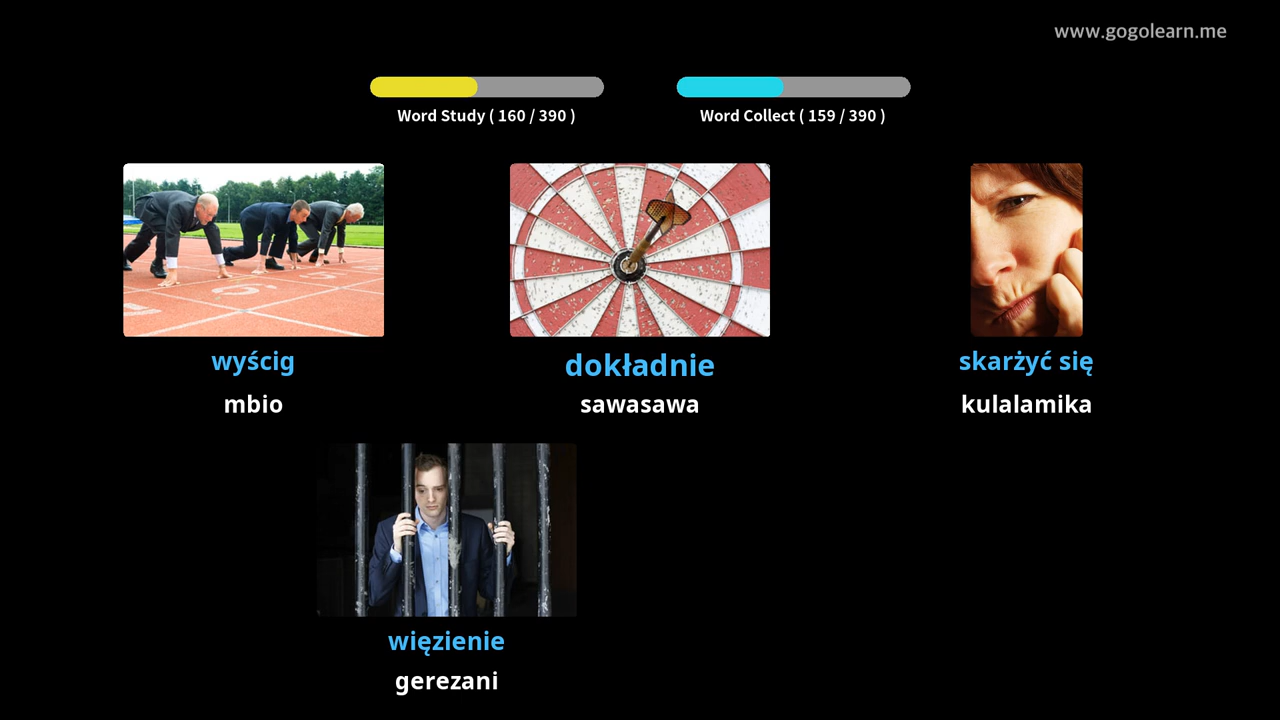 www.gogolearn.me
Word Study ( 160 / 390 )
Word Collect ( 159 / 390 )
wyścig
mbio
dokładnie
sawasawa
skarżyć się
kulalamika
więzienie
gerezani